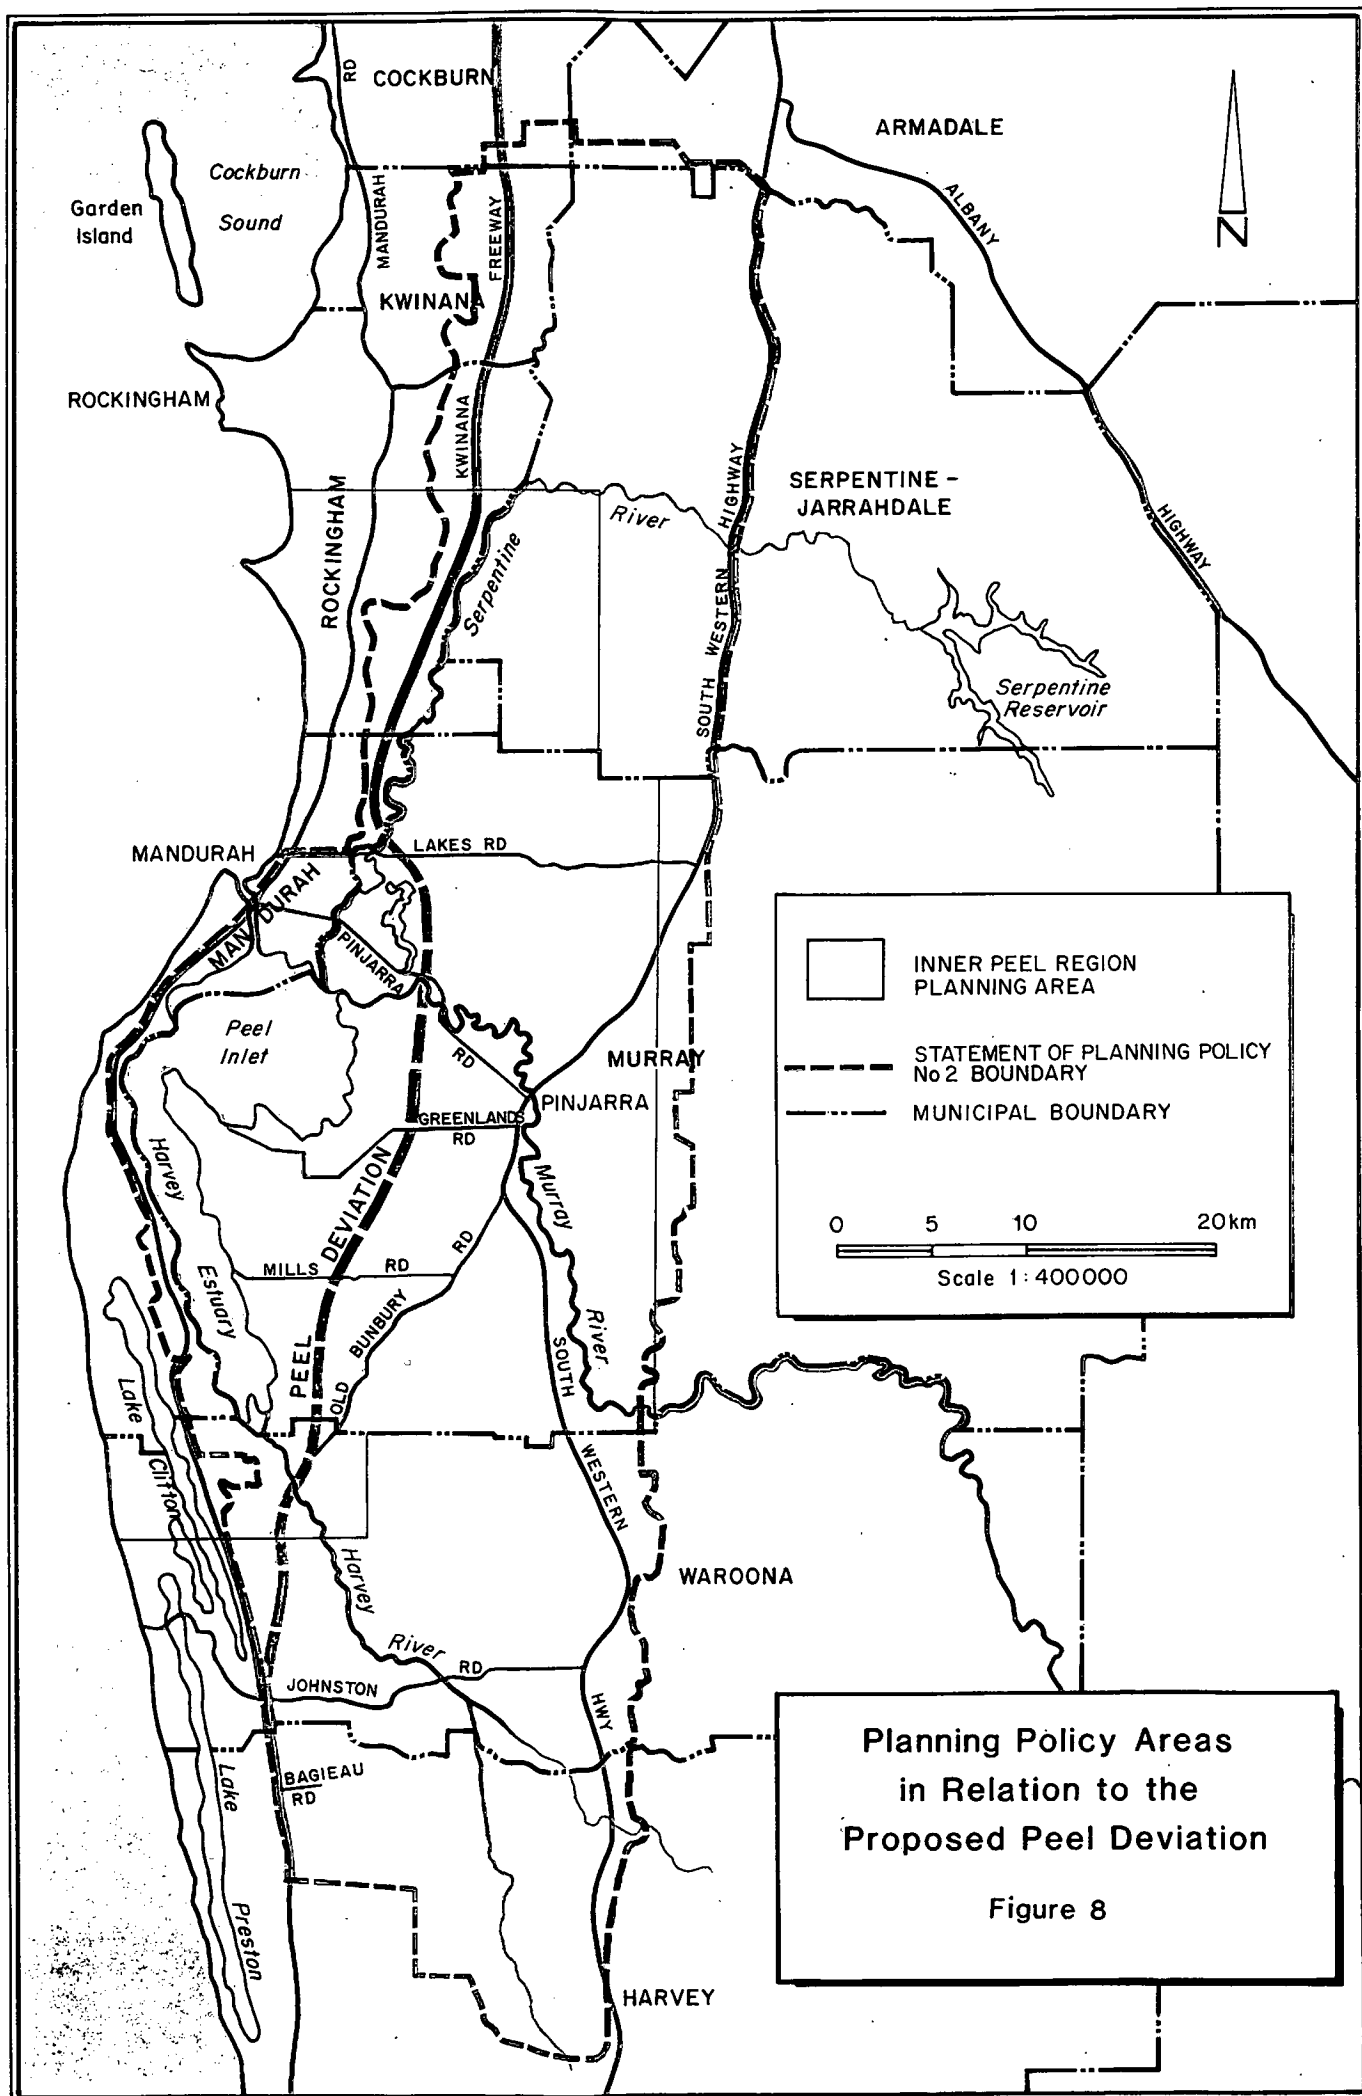 RD
COCKBURN
ARMADALE
Cockburn
Sound
Garden
Island
MANDURAH
FREEWAY
ALBANY
N
KWINANA
ROCKINGHAM
KWINANA
HIGHWAY
SERPENTINE -
JARRAHDALE
River
HIGHWAY
ROCKINGHAM
Serpentine
WESTERN
SOUTH
Serpentine
Reservoir
MANDURAH
LAKES RD
MANDURAH
PINJARRA
Peel
Inlet
RD
MURRAY
PINJARRA
GREENLANDS
RD
INNER PEEL REGION
PLANNING AREA
STATEMENT OF PLANNING POLICY
No2 BOUNDARY
MUNICIPAL BOUNDARY
0 5 10 20km
Scale 1:400000
Harvey
Estuary
DEVIATION
PEEL
Murray
River
MILLS RD
OLD BUNBURY RD
SOUTH
WESTERN
HWY
Lake
Clifton
Harvey
River
WAROONA
JOHNSTON RD
BAGIEAU
RD
Lake
Preston
HARVEY
Planning Policy Areas
in Relation to the
Proposed Peel Deviation
Figure 8